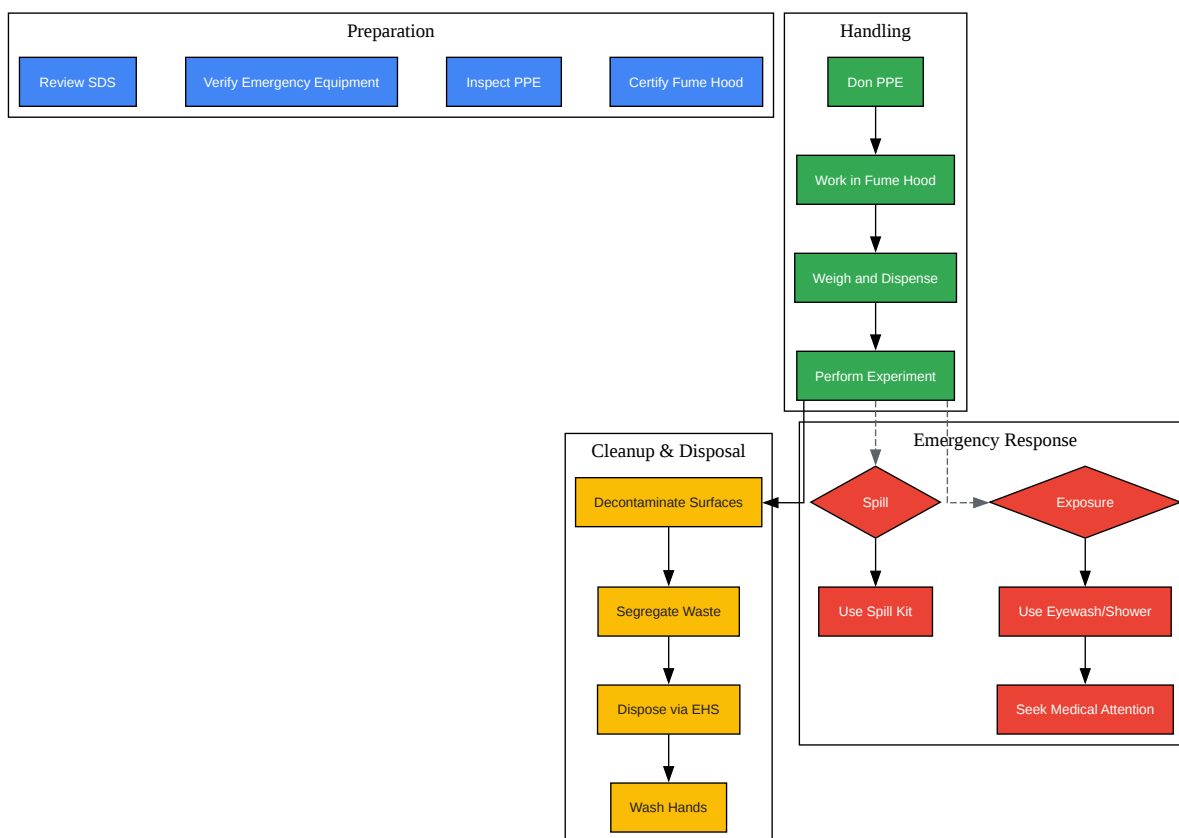 Preparation
Review SDS
Verify Emergency Equipment
Inspect PPE
Certify Fume Hood
Handling
Don PPE
Work in Fume Hood
Weigh and Dispense
Perform Experiment
Cleanup & Disposal
Decontaminate Surfaces
Segregate Waste
Dispose via EHS
Wash Hands
Emergency Response
Spill
Exposure
Use Spill Kit
Use Eyewash/Shower
Seek Medical Attention